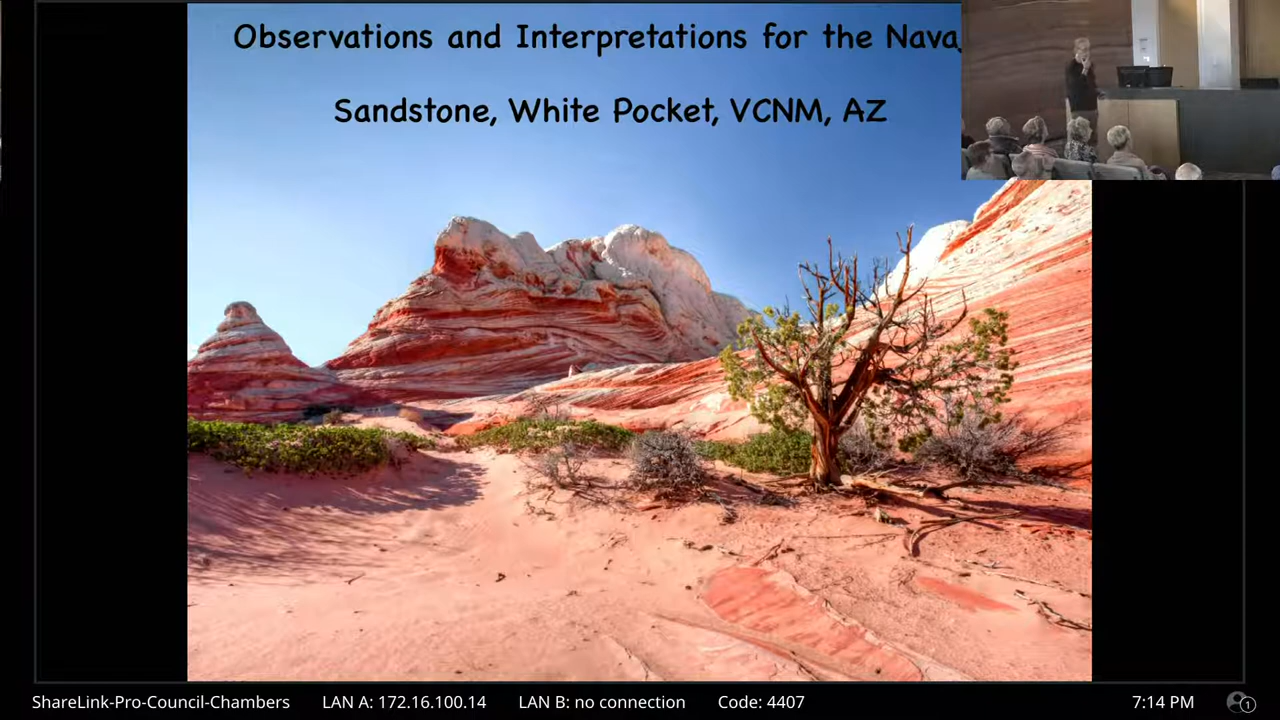 Observations and Interpretations for the Nava
Sandstone, White Pocket, VCNM, AZ
ShareLink-Pro-Council-Chambers LAN A: 172.16.100.14 LAN B: no connection Code: 4407 7:14 PM 1